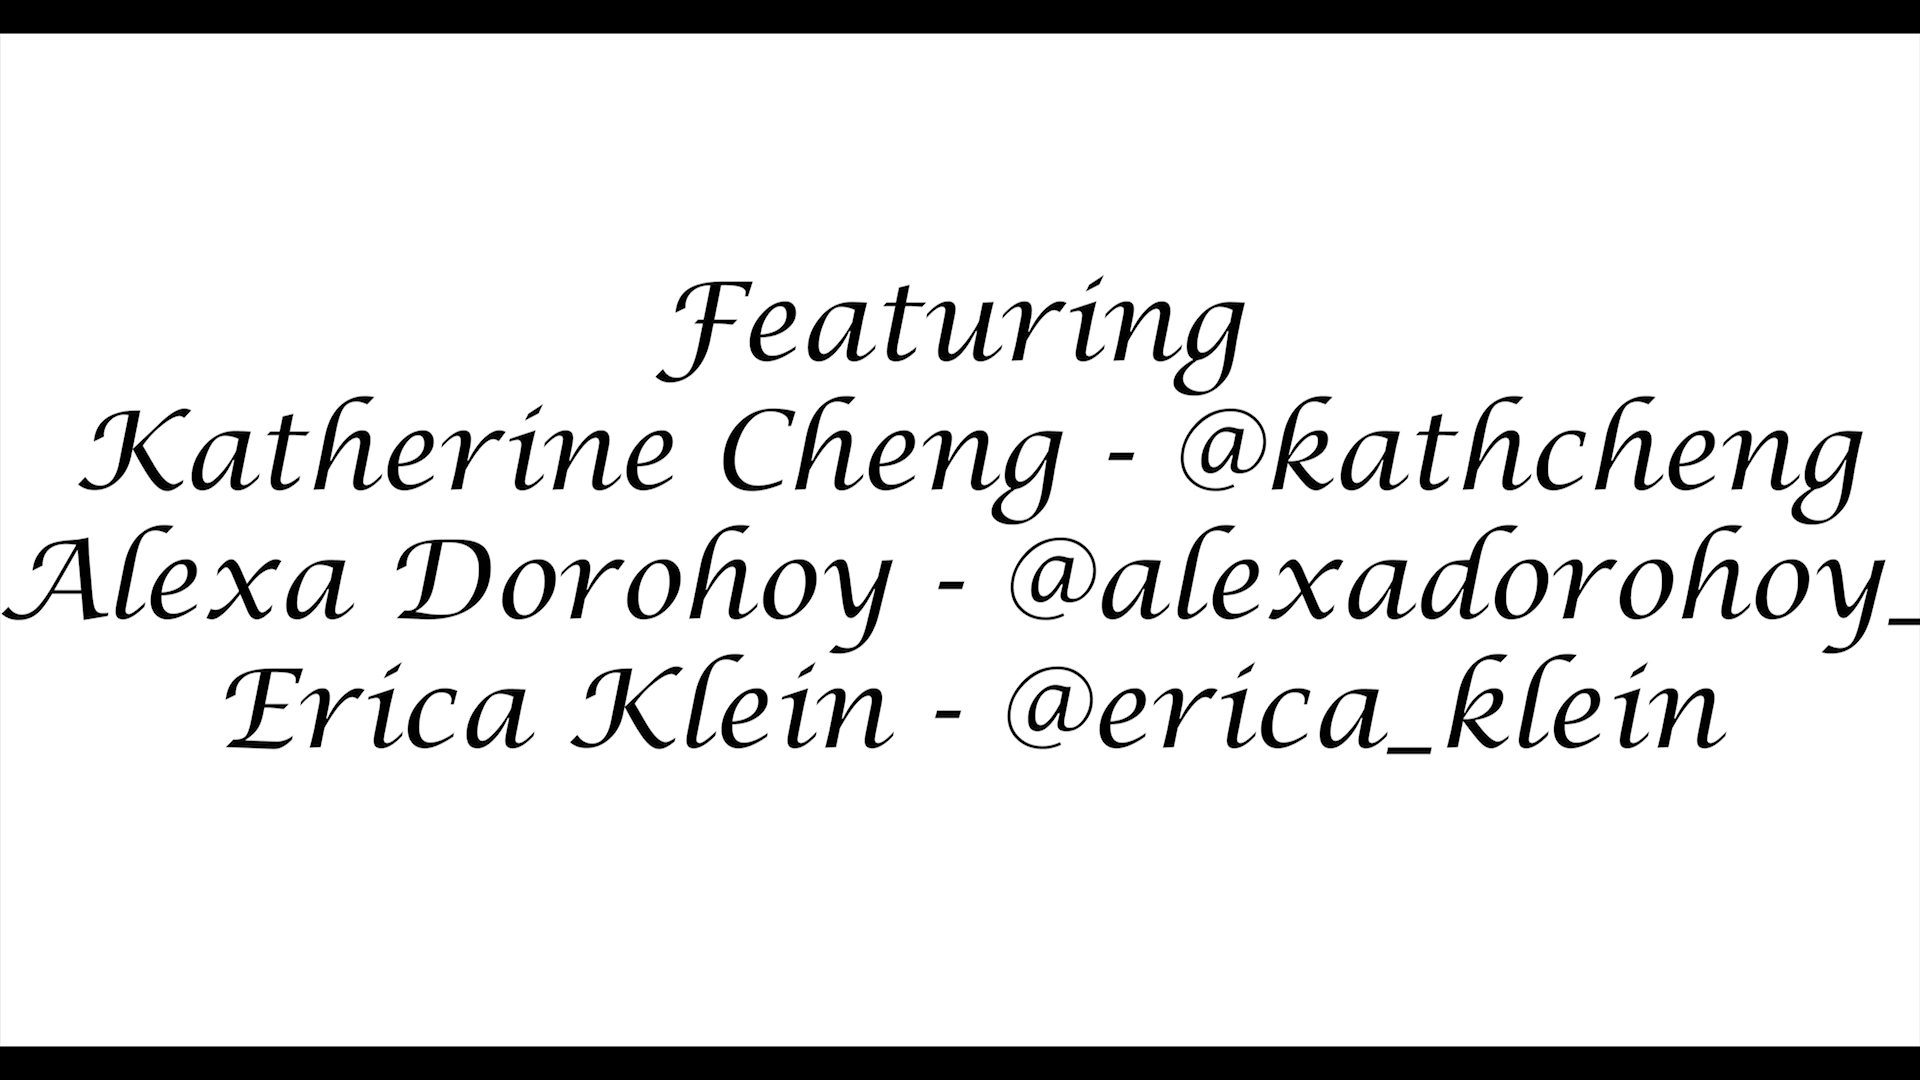 Featuring
Katherine Cheng - @kathcheng
Alexa Dorohoy - @alexadorohoy_
Erica Klein - @erica_klein